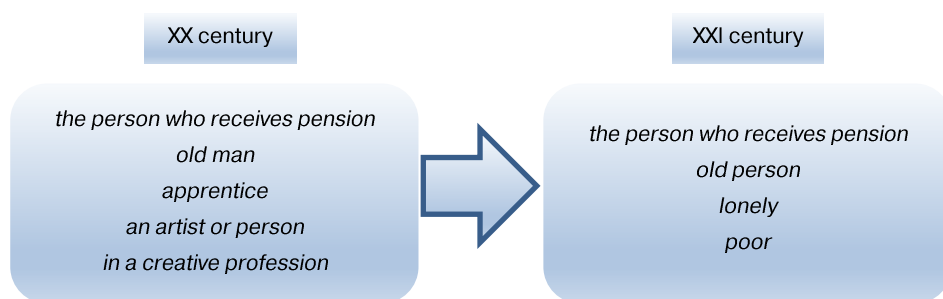 XX century
the person who receives pension
old man
apprentice
an artist or person
in a creative profession
XXI century
the person who receives pension
old person
lonely
poor